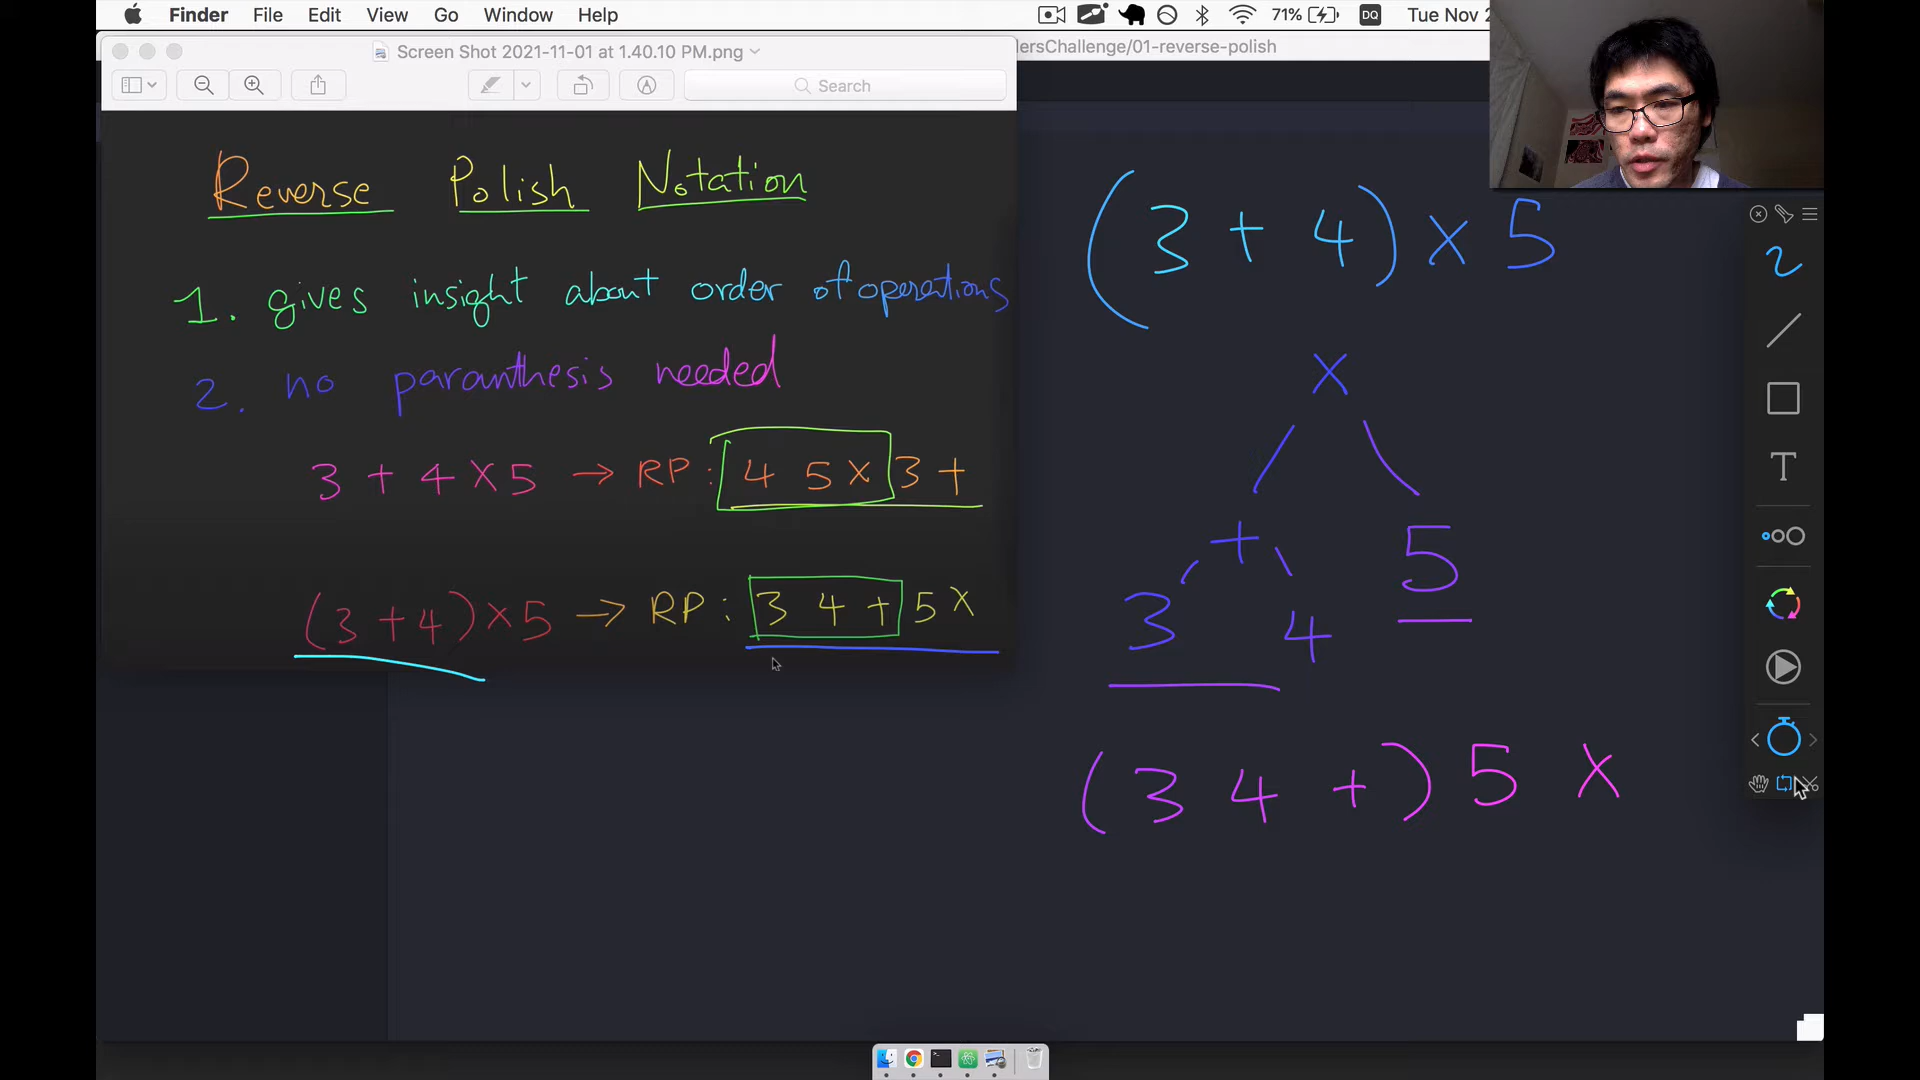 Finder File Edit View Go Window Help 71% DQ Tue Nov 2
Screen Shot 2021-11-01 at 1.40.10 PM.png
dersChallenge/01-reverse-polish
Search
Reverse Polish Notation
1. gives insight about order of operations
2. no paranthesis needed
3 + 4 x 5 → RP : 4 5 x 3 +
(3 + 4) x 5 → RP : 3 4 + 5 x
(3 + 4) x 5
x
+ 5
3 4
(3 4 +) 5 x
T